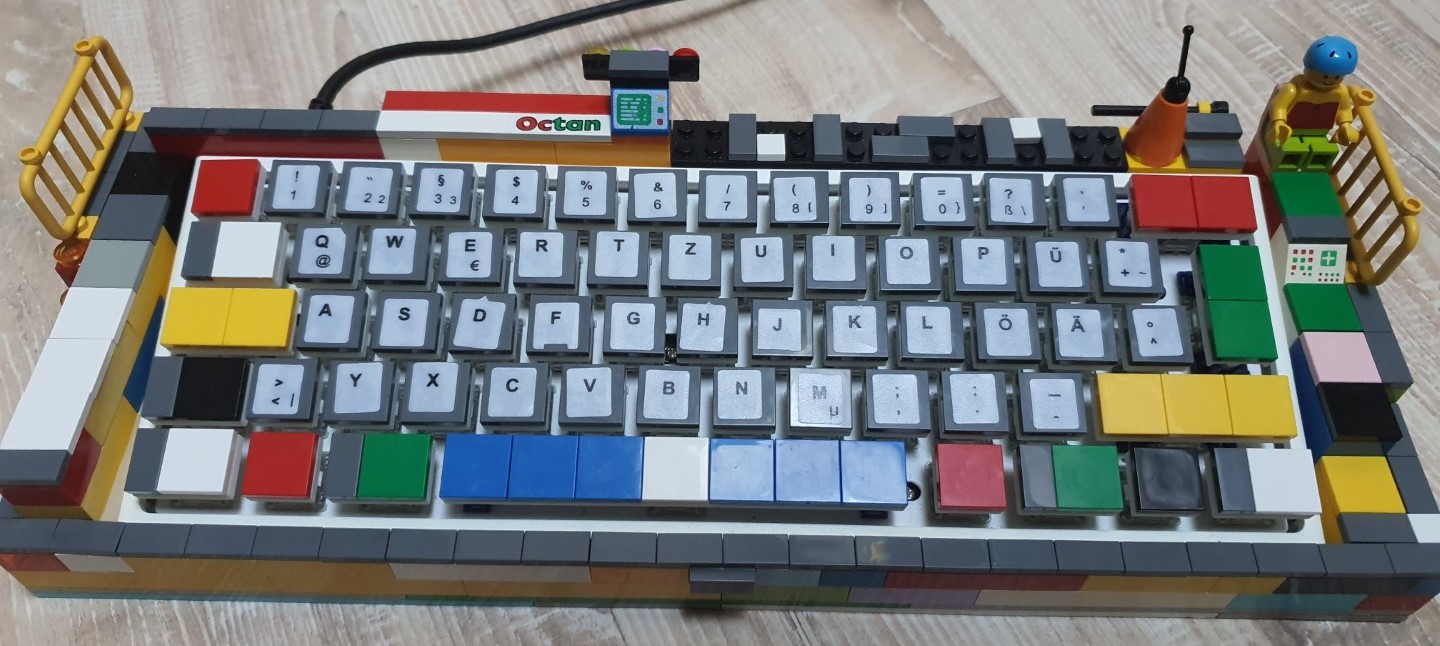 Octan
! " § $ % & / ( ) = ? `
1 2 2 3 3 4 5 6 7 8 [ 9 ] 0 } ß \ ´
Q W E R T Z U I O P Ü *
@ € + ~
A S D F G H J K L Ö Ä °
^
> Y X C V B N M ; : _
< | µ , . -